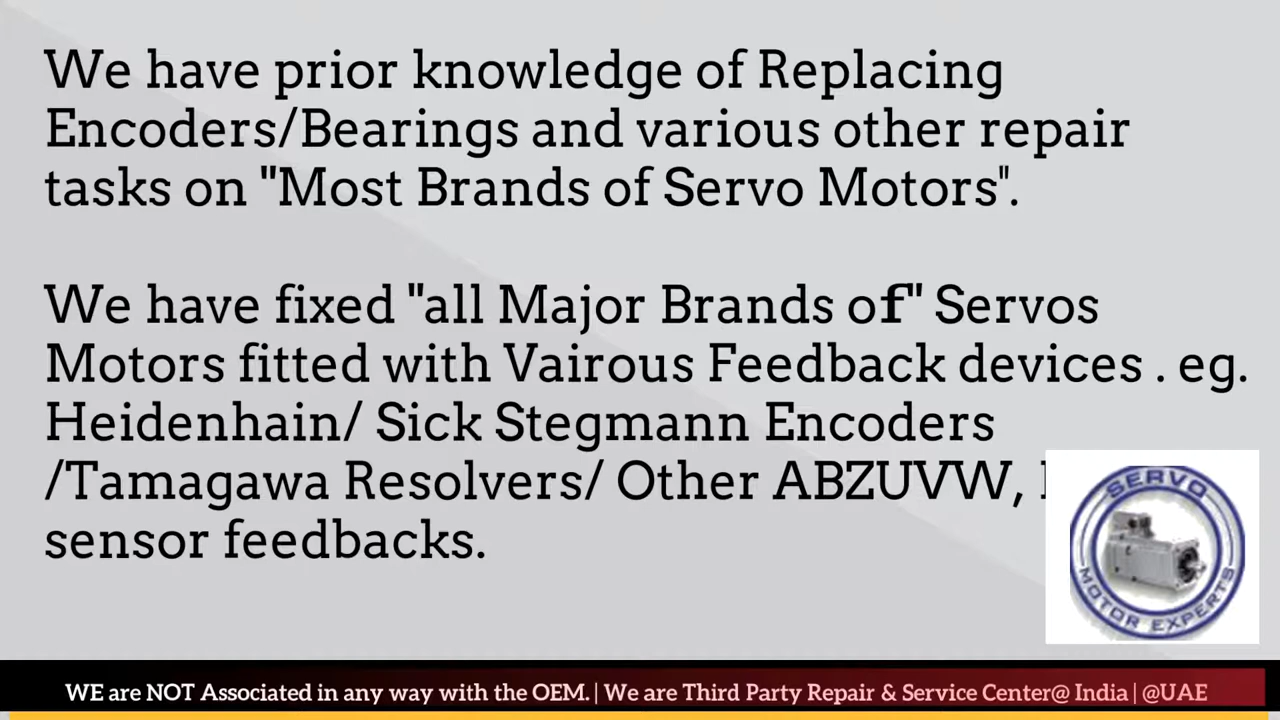 We have prior knowledge of Replacing
Encoders/Bearings and various other repair
tasks on "Most Brands of Servo Motors".
We have fixed "all Major Brands of" Servos
Motors fitted with Vairous Feedback devices . eg.
Heidenhain/ Sick Stegmann Encoders
/Tamagawa Resolvers/ Other ABZUVW,
sensor feedbacks.
SERVO
MOTOR EXPERTS
WE are NOT Associated in any way with the OEM. | We are Third Party Repair & Service Center@ India | @UAE